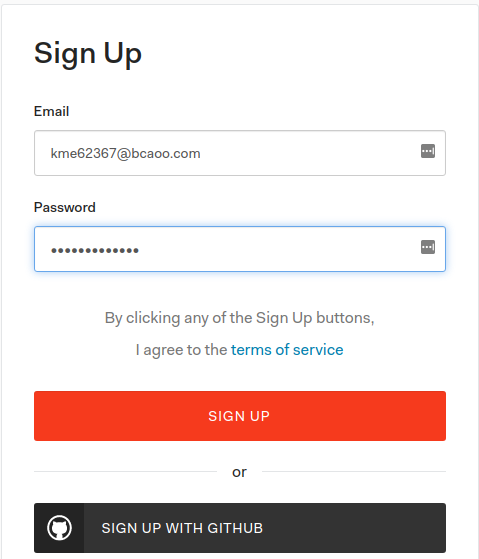 Sign Up
Email
kme62367@bcaoo.com
Password
•••••••••••••
By clicking any of the Sign Up buttons,
I agree to the terms of service
SIGN UP
or
SIGN UP WITH GITHUB